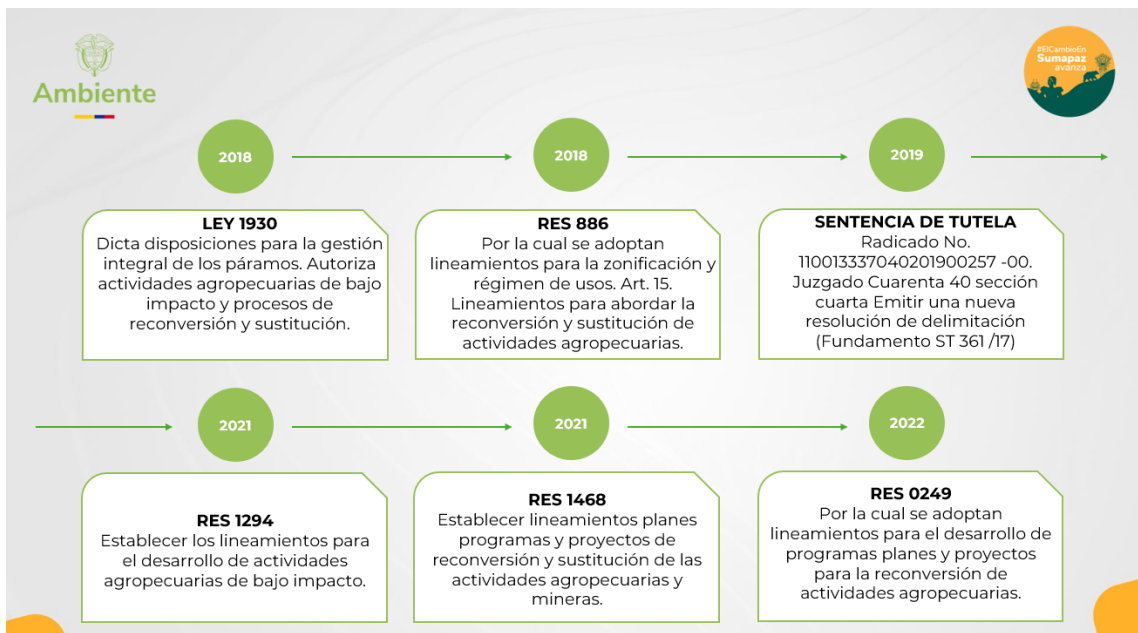 Ambiente
#ElCambioEn
Sumapaz
avanza
2018
2018
2019
LEY 1930
Dicta disposiciones para la gestión
integral de los páramos. Autoriza
actividades agropecuarias de bajo
impacto y procesos de
reconversión y sustitución.
RES 886
Por la cual se adoptan
lineamientos para la zonificación y
régimen de usos. Art. 15.
Lineamientos para abordar la
reconversión y sustitución de
actividades agropecuarias.
SENTENCIA DE TUTELA
Radicado No.
110013337040201900257 -00.
Juzgado Cuarenta 40 sección
cuarta Emitir una nueva
resolución de delimitación
(Fundamento ST 361 /17)
2021
2021
2022
RES 1294
Establecer los lineamientos para
el desarrollo de actividades
agropecuarias de bajo impacto.
RES 1468
Establecer lineamientos planes
programas y proyectos de
reconversión y sustitución de las
actividades agropecuarias y
mineras.
RES 0249
Por la cual se adoptan
lineamientos para el desarrollo de
programas planes y proyectos
para la reconversión de
actividades agropecuarias.